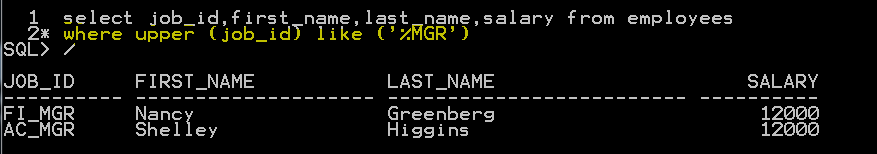 1 select job_id,first_name,last_name,salary from employees
2* where upper (job_id) like ('%MGR')
SQL> /
JOB_ID FIRST_NAME LAST_NAME SALARY
---------- -------------------- ------------------------- ----------
FI_MGR Nancy Greenberg 12000
AC_MGR Shelley Higgins 12000